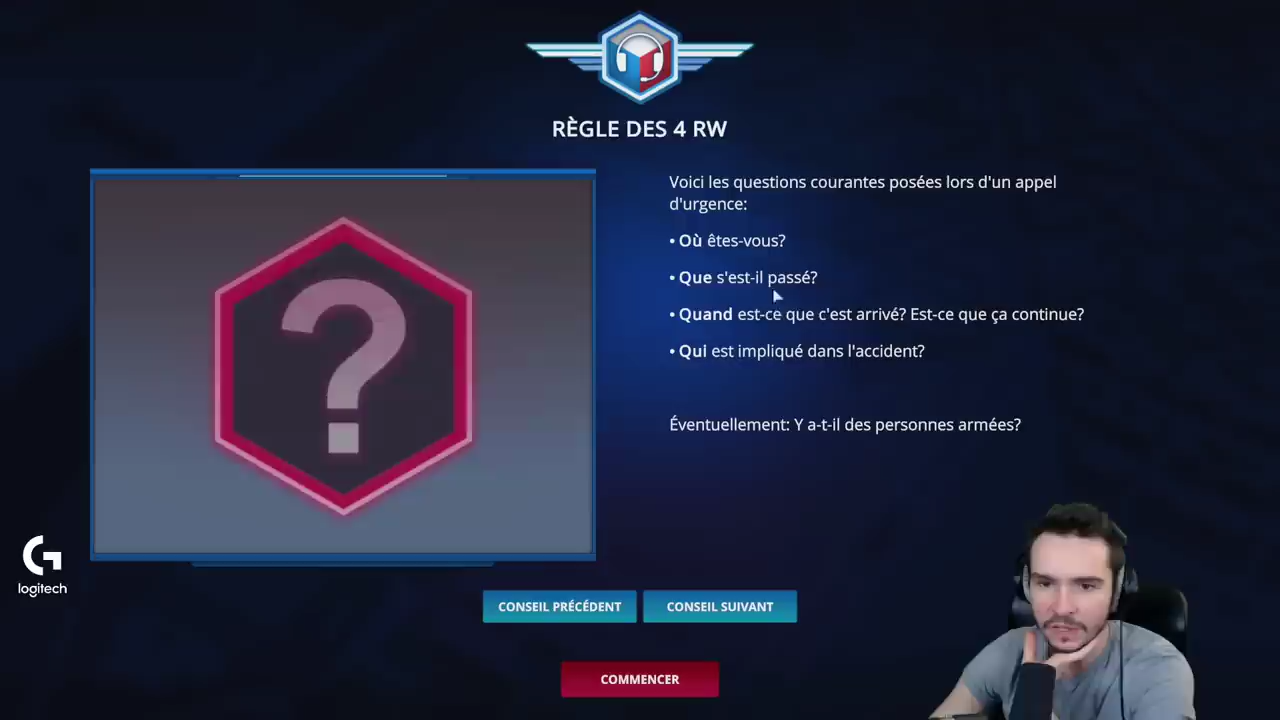 RÈGLE DES 4 RW
Voici les questions courantes posées lors d'un appel
d'urgence:
• Où êtes-vous?
• Que s'est-il passé?
• Quand est-ce que c'est arrivé? Est-ce que ça continue?
• Qui est impliqué dans l'accident?
Éventuellement: Y a-t-il des personnes armées?
?
logitech
CONSEIL PRÉCÉDENT
CONSEIL SUIVANT
COMMENCER